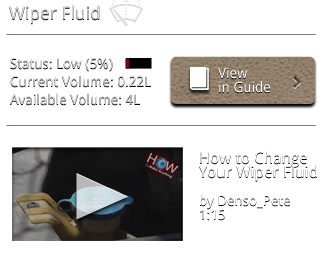 Wiper Fluid
Status: Low (5%)
Current Volume: 0.22L
Available Volume: 4L
View
in Guide
HOW
How to Change
Your Wiper Fluid
by Denso_Pete
1:15